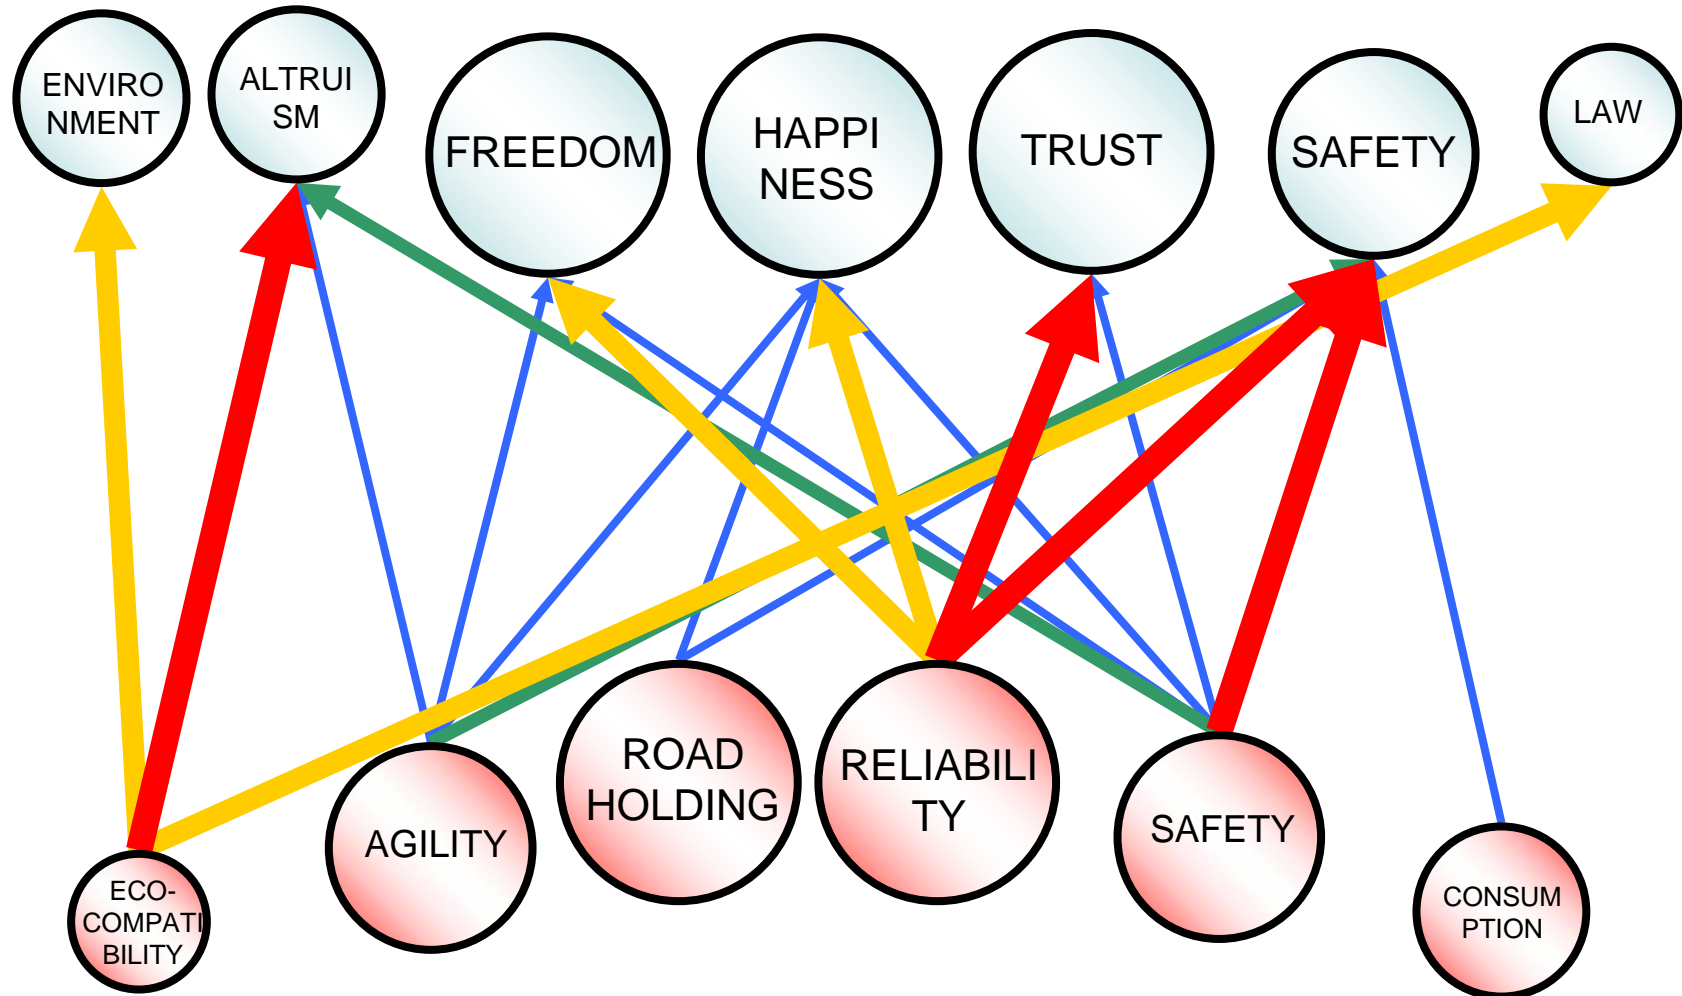 ENVIRO
NMENT
ALTRUI
SM
FREEDOM
HAPPI
NESS
TRUST
SAFETY
LAW
ECO-
COMPATI
BILITY
AGILITY
ROAD
HOLDING
RELIABILI
TY
SAFETY
CONSUM
PTION